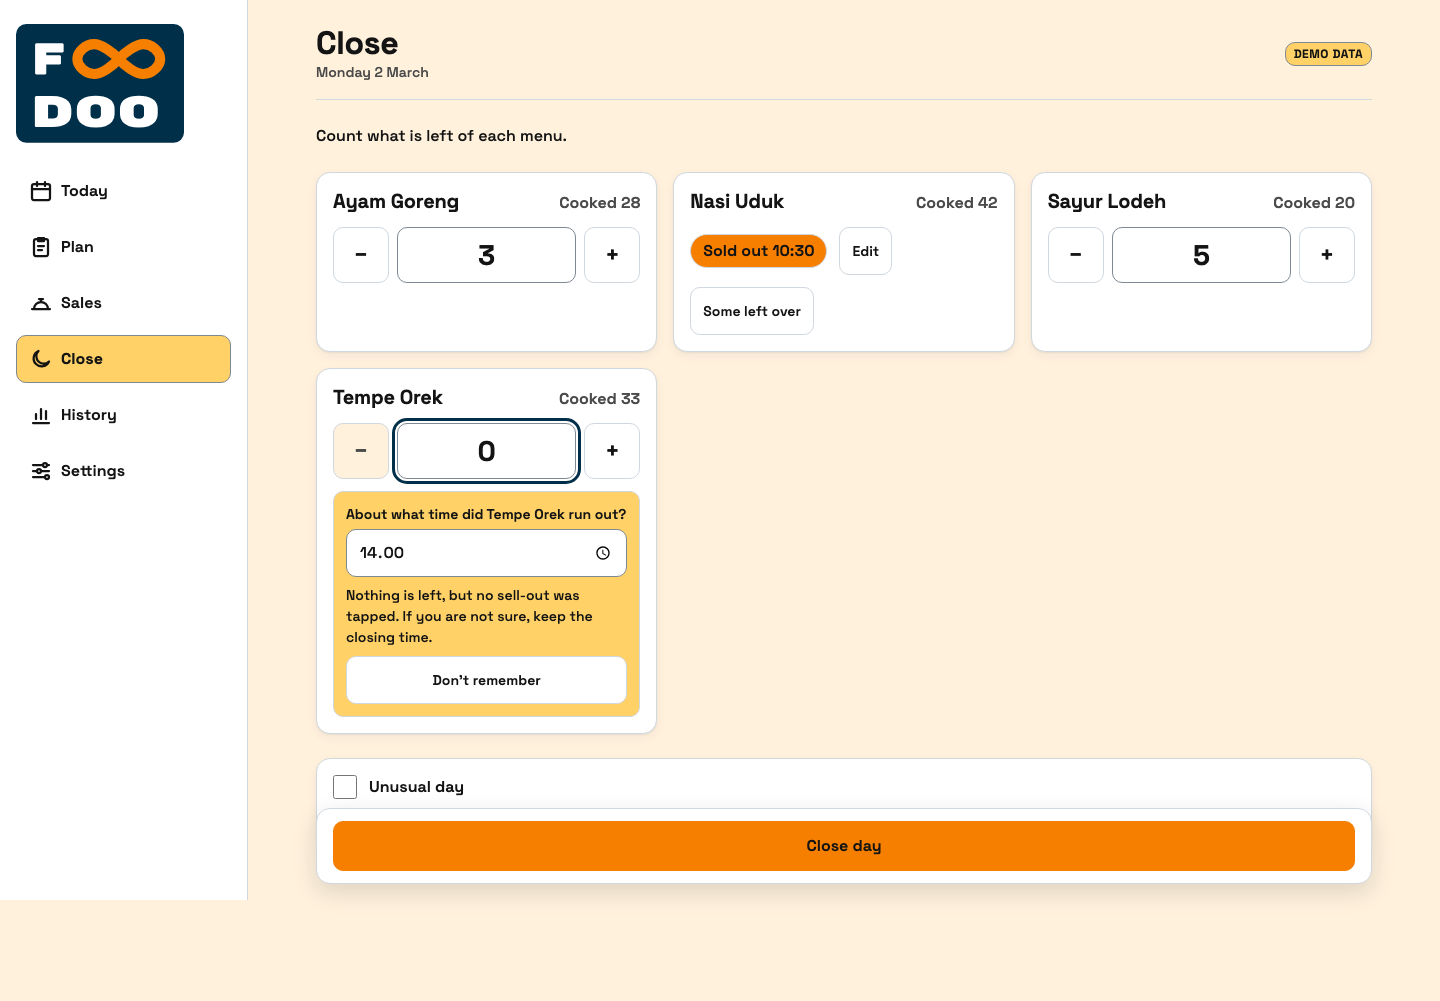 F∞
DOO
Today
Plan
Sales
Close
History
Settings
Close
Monday 2 March
DEMO DATA
Count what is left of each menu.
Ayam Goreng
Cooked 28
−
3
+
Nasi Uduk
Cooked 42
Sold out 10:30
Edit
Some left over
Sayur Lodeh
Cooked 20
−
5
+
Tempe Orek
Cooked 33
−
0
+
About what time did Tempe Orek run out?
14.00
Nothing is left, but no sell-out was
tapped. If you are not sure, keep the
closing time.
Don't remember
Unusual day
Close day